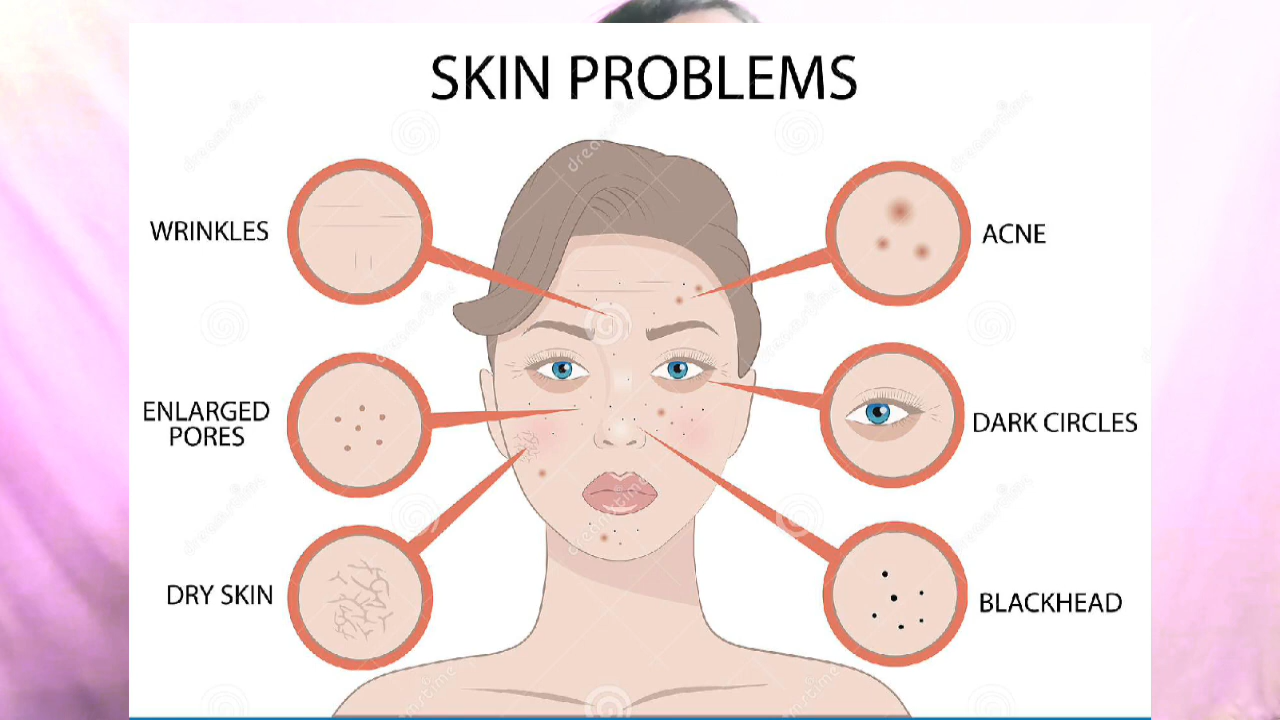 SKIN PROBLEMS
WRINKLES
ACNE
ENLARGED
PORES
DARK CIRCLES
DRY SKIN
BLACKHEAD